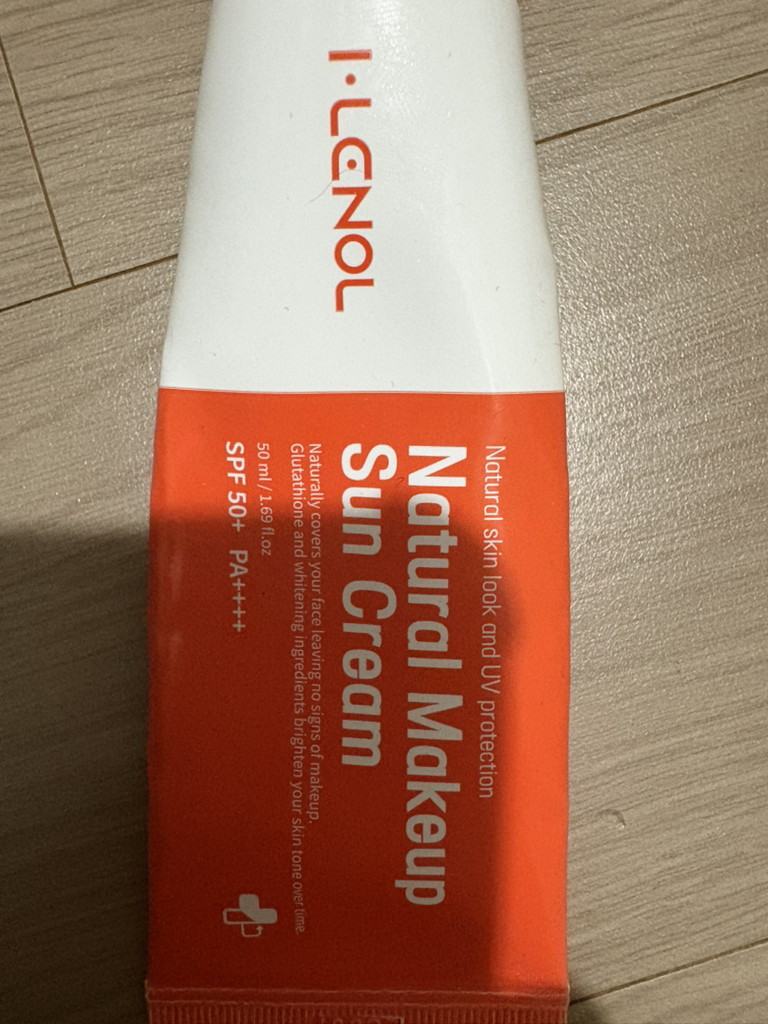 I·LENOL
Natural skin look and UV protection
Natural Makeup
Sun Cream
Naturally covers your face leaving no signs of makeup.
Glutathione and whitening ingredients brighten your skin tone over time.
50 ml / 1.69 fl.oz
SPF 50+ PA++++